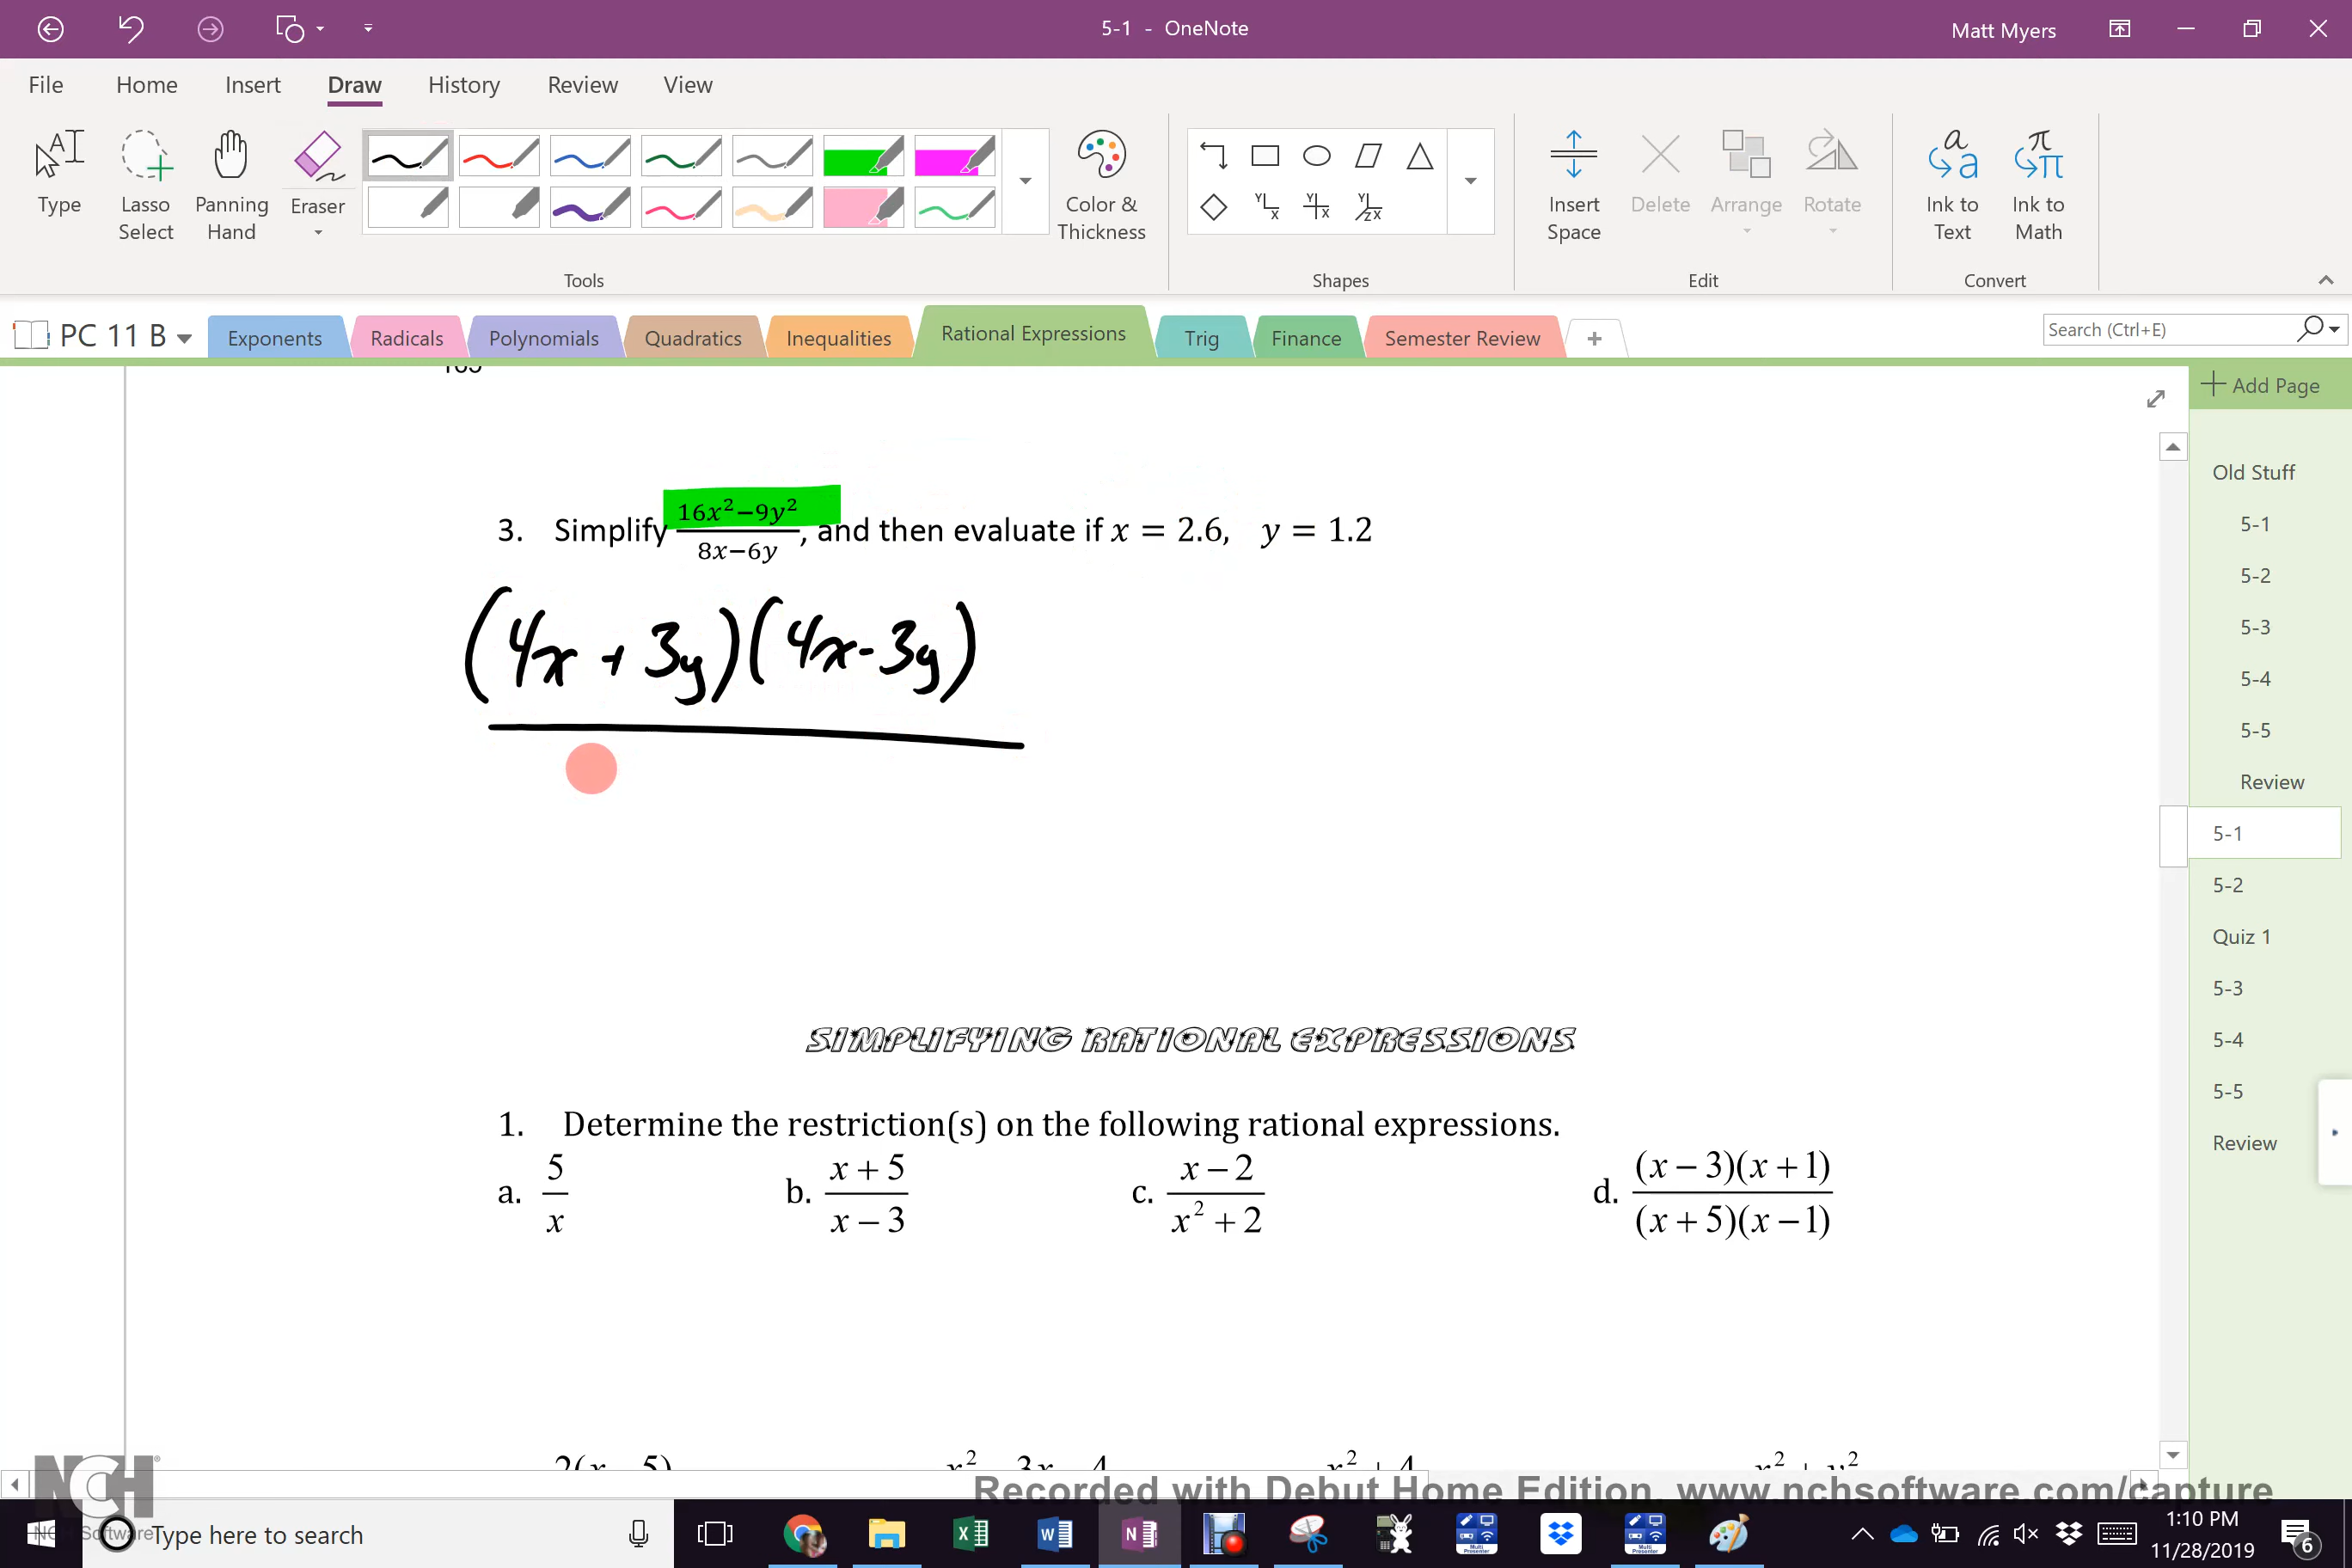 5-1 - OneNote
Matt Myers
File Home Insert Draw History Review View
Type
Lasso Select
Panning Hand
Eraser
Color & Thickness
Insert Space
Delete
Arrange
Rotate
Ink to Text
Ink to Math
Tools
Shapes
Edit
Convert
PC 11 B
Exponents Radicals Polynomials Quadratics Inequalities Rational Expressions Trig Finance Semester Review
Search (Ctrl+E)
Add Page
Old Stuff
5-1
5-2
5-3
5-4
5-5
Review
5-1
5-2
Quiz 1
5-3
5-4
5-5
Review
3. Simplify (16x²−9y²)/(8x−6y), and then evaluate if x = 2.6, y = 1.2
(4x + 3y)(4x - 3y)
SIMPLIFYING RATIONAL EXPRESSIONS
1. Determine the restriction(s) on the following rational expressions.
a. 5/x b. (x + 5)/(x − 3) c. (x − 2)/(x² + 2) d. (x − 3)(x + 1)/(x + 5)(x − 1)
NCH
NCH Software
Recorded with Debut Home Edition. www.nchsoftware.com/capture
Type here to search
1:10 PM
11/28/2019
6